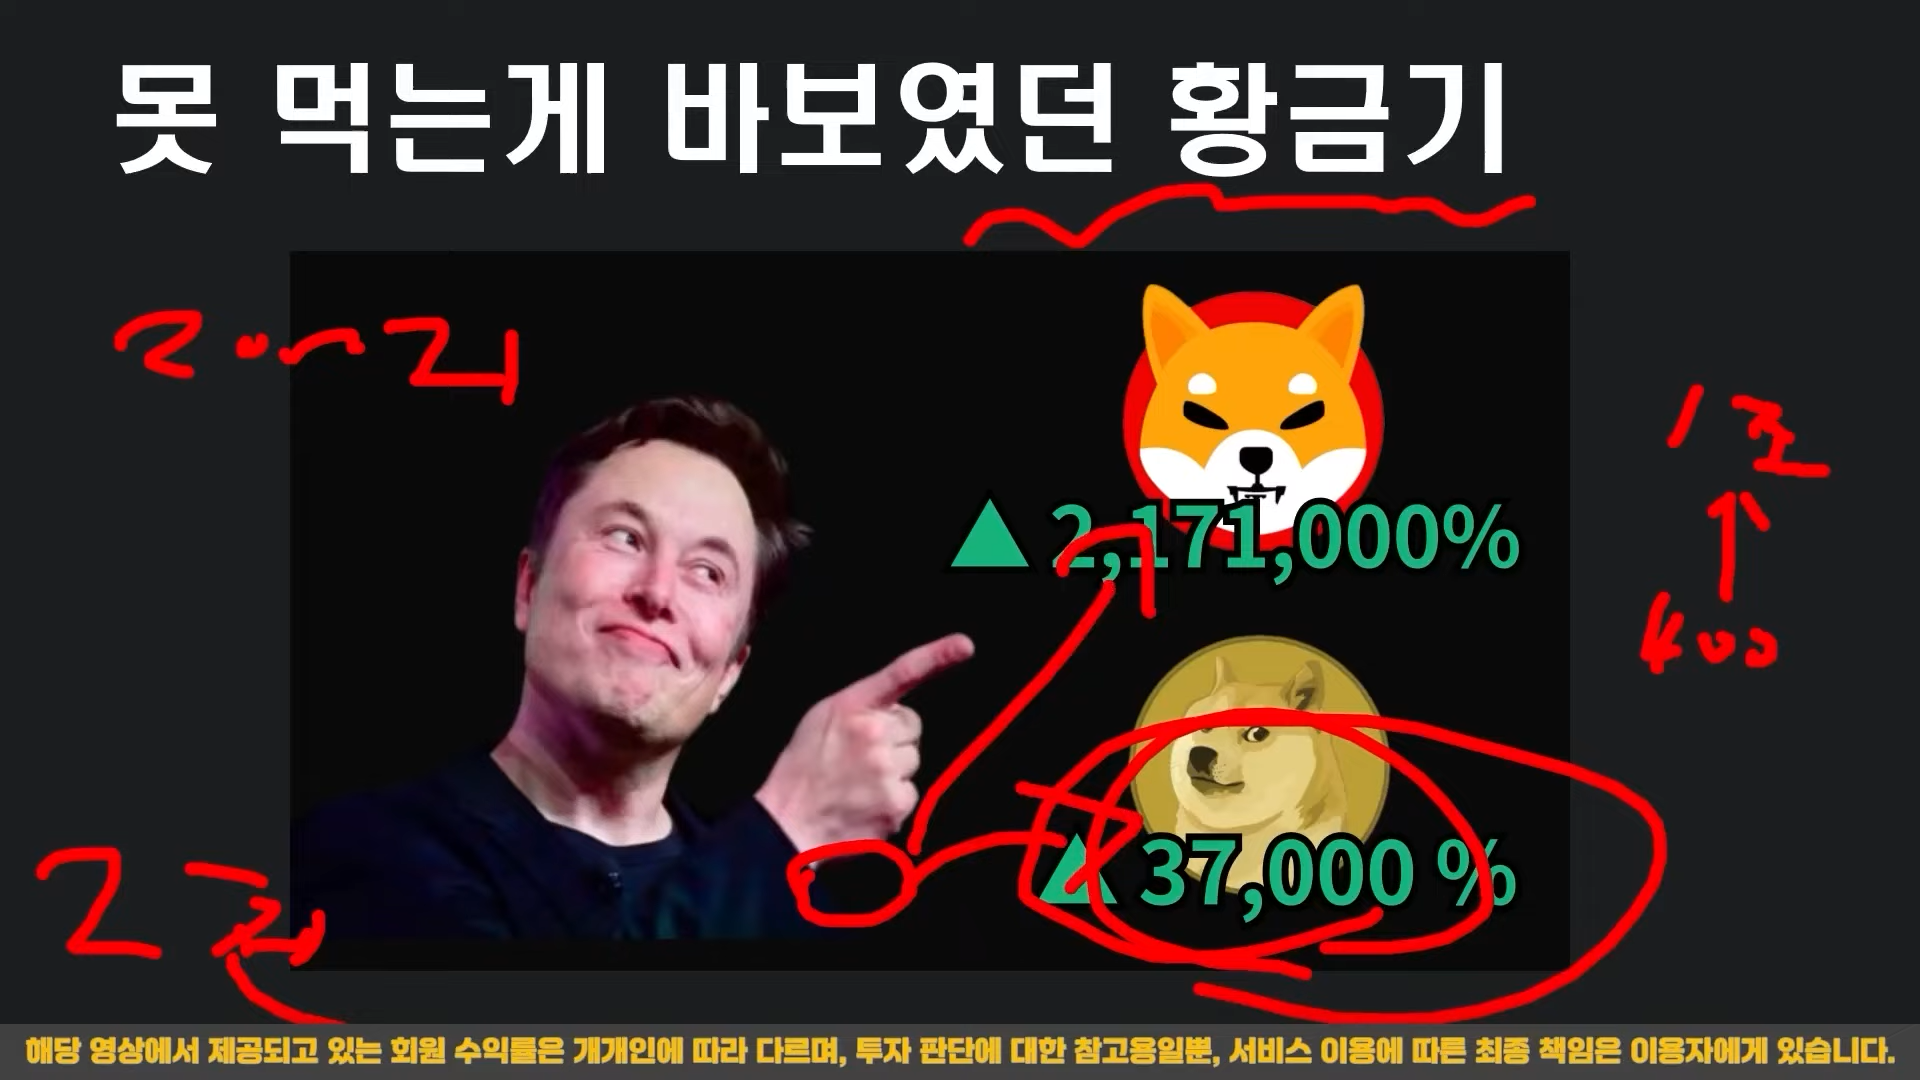 못 먹는게 바보였던 황금기
1조
▲ 2,171,000%
400
▲ 37,000 %
해당 영상에서 제공되고 있는 회원 수익률은 개개인에 따라 다르며, 투자 판단에 대한 참고용일뿐, 서비스 이용에 따른 최종 책임은 이용자에게 있습니다.